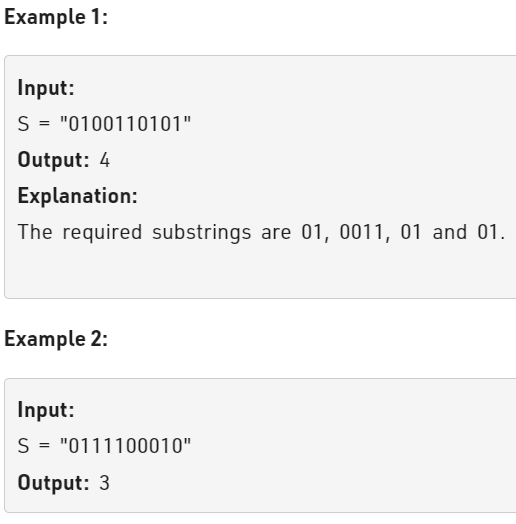 Example 1:
Input:
S = "0100110101"
Output: 4
Explanation:
The required substrings are 01, 0011, 01 and 01.
Example 2:
Input:
S = "0111100010"
Output: 3